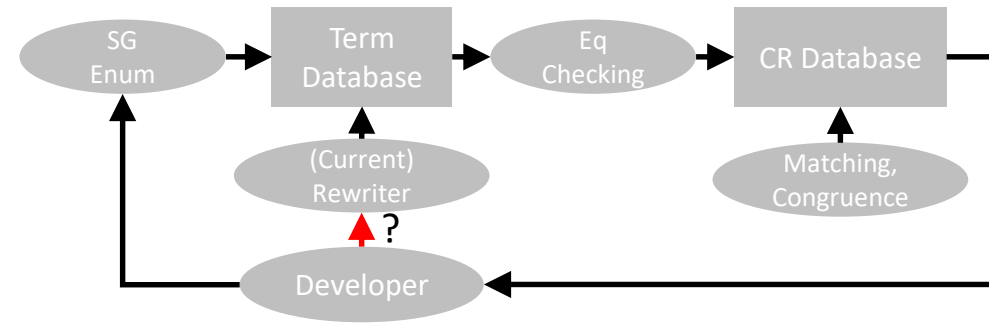 SG
Enum
Term
Database
Eq
Checking
CR Database
(Current)
Rewriter
Matching,
Congruence
?
Developer